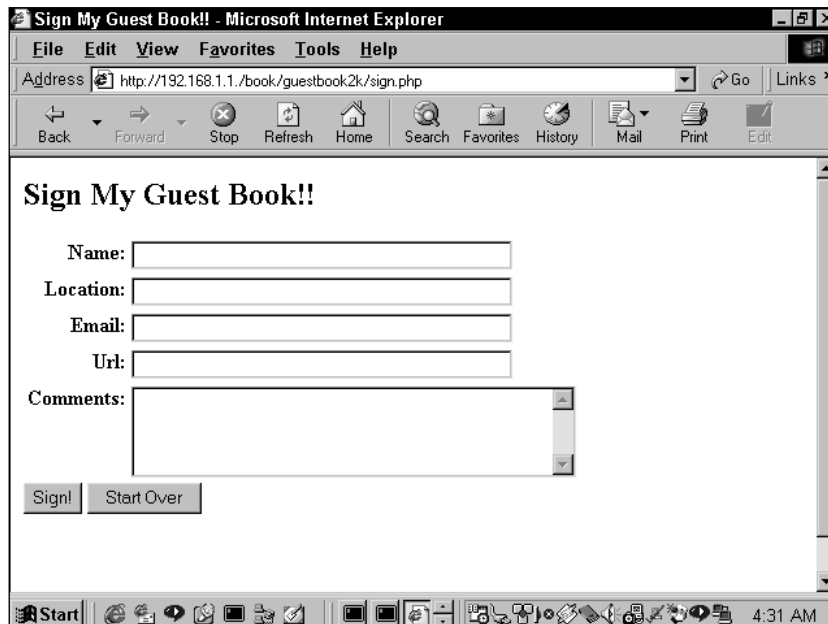 Sign My Guest Book!! - Microsoft Internet Explorer
File Edit View Favorites Tools Help
Address http://192.168.1.1./book/guestbook2k/sign.php Go Links
Back Forward Stop Refresh Home Search Favorites History Mail Print Edit
Sign My Guest Book!!
Name:
Location:
Email:
Url:
Comments:
Sign! Start Over
Start 4:31 AM